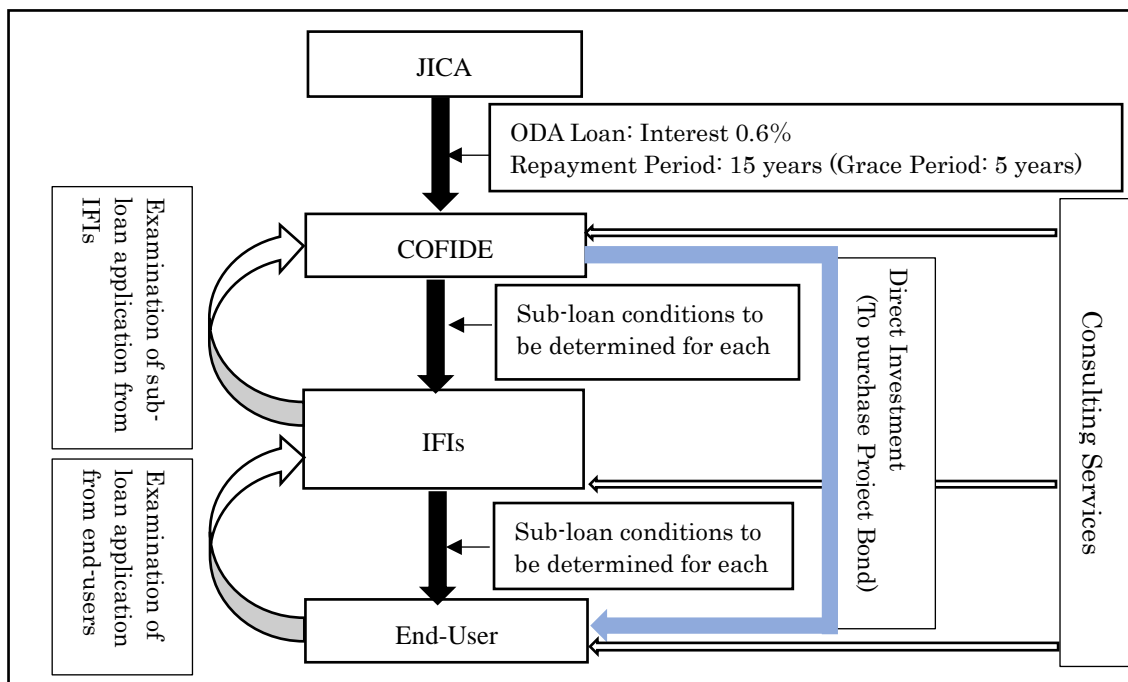 JICA
ODA Loan: Interest 0.6%
Repayment Period: 15 years (Grace Period: 5 years)
Examination of sub-
loan application from
IFIs
COFIDE
Sub-loan conditions to
be determined for each
Direct Investment
(To purchase Project Bond)
Consulting Services
IFIs
Examination of
loan application
from end-users
Sub-loan conditions to
be determined for each
End-User